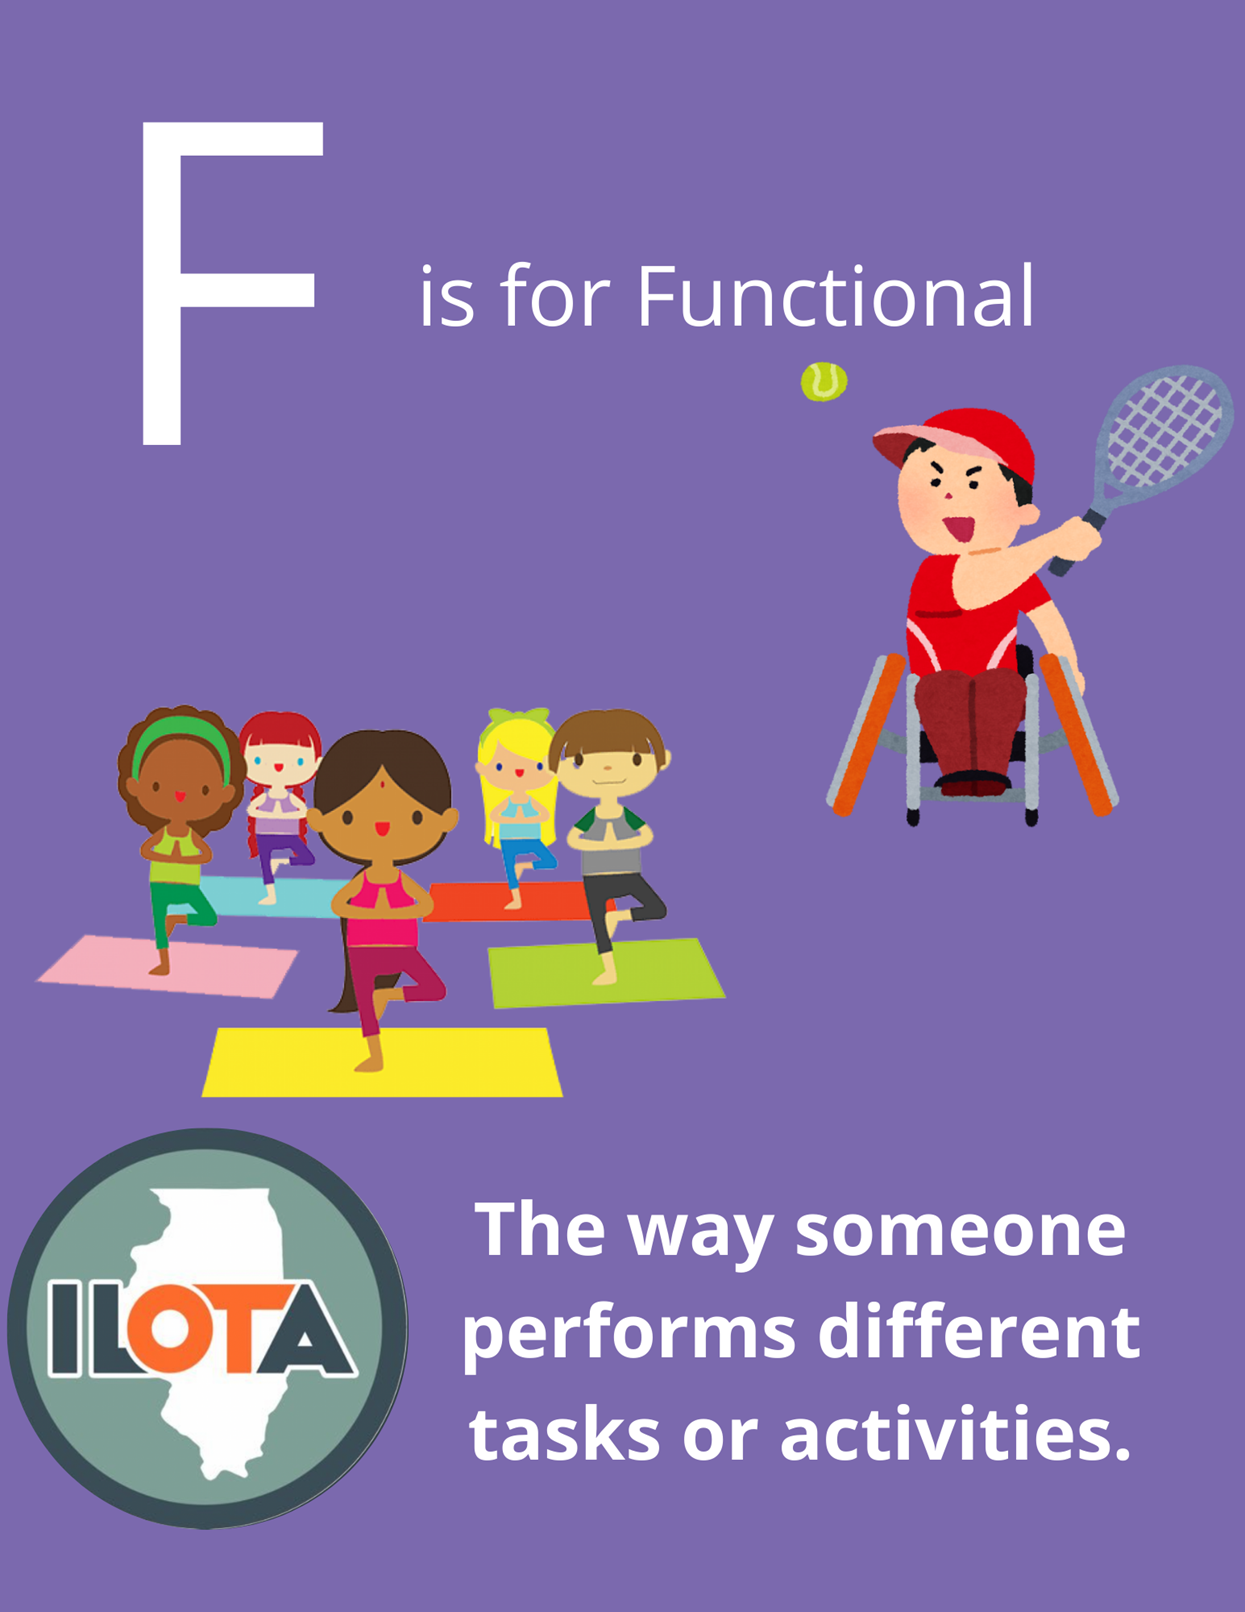 F
is for Functional
ILOTA
The way someone
performs different
tasks or activities.